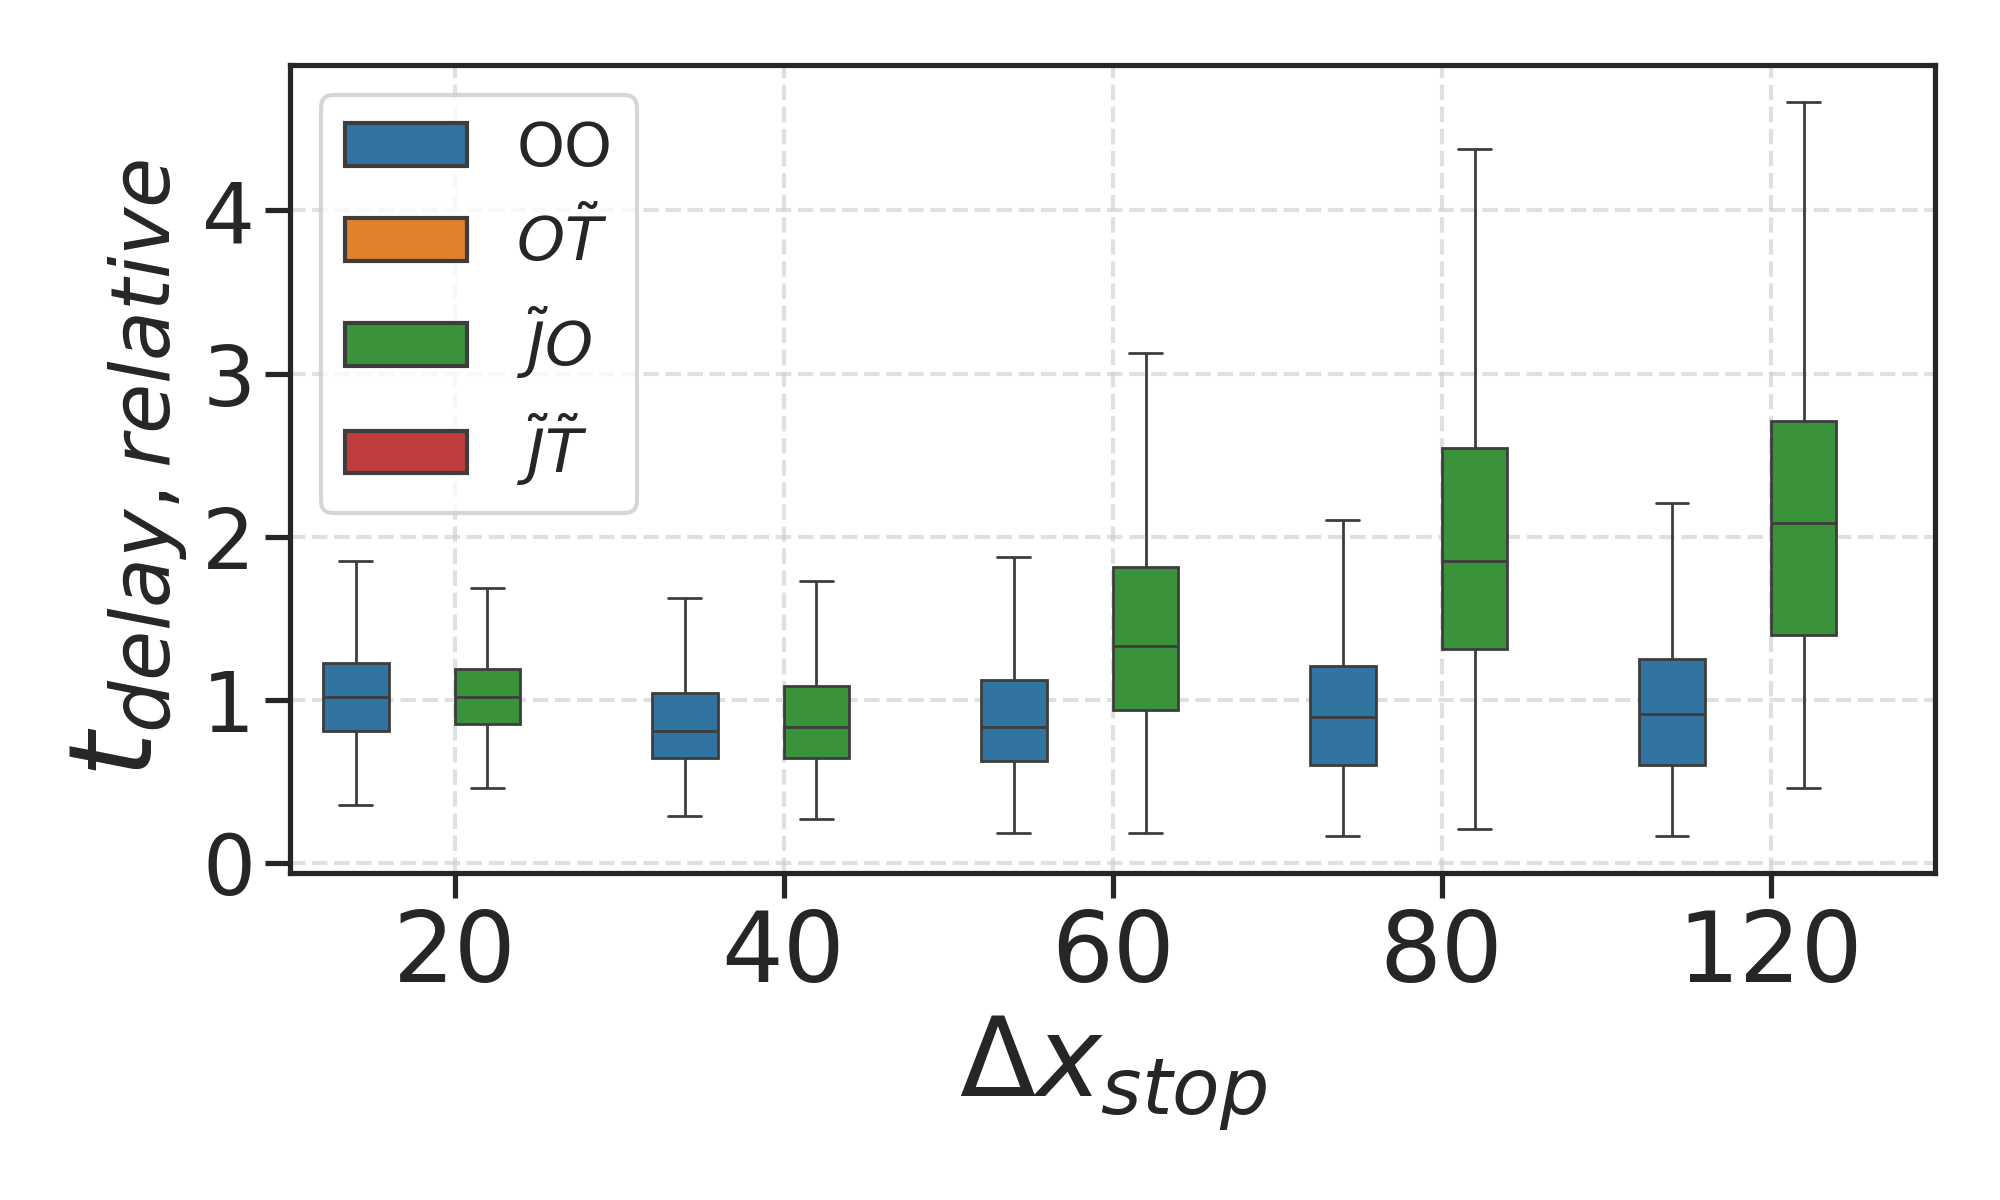 t_{delay, relative}
4
3
2
1
0
OO
OT̃
J̃O
J̃T̃
20 40 60 80 120
Δx_{stop}